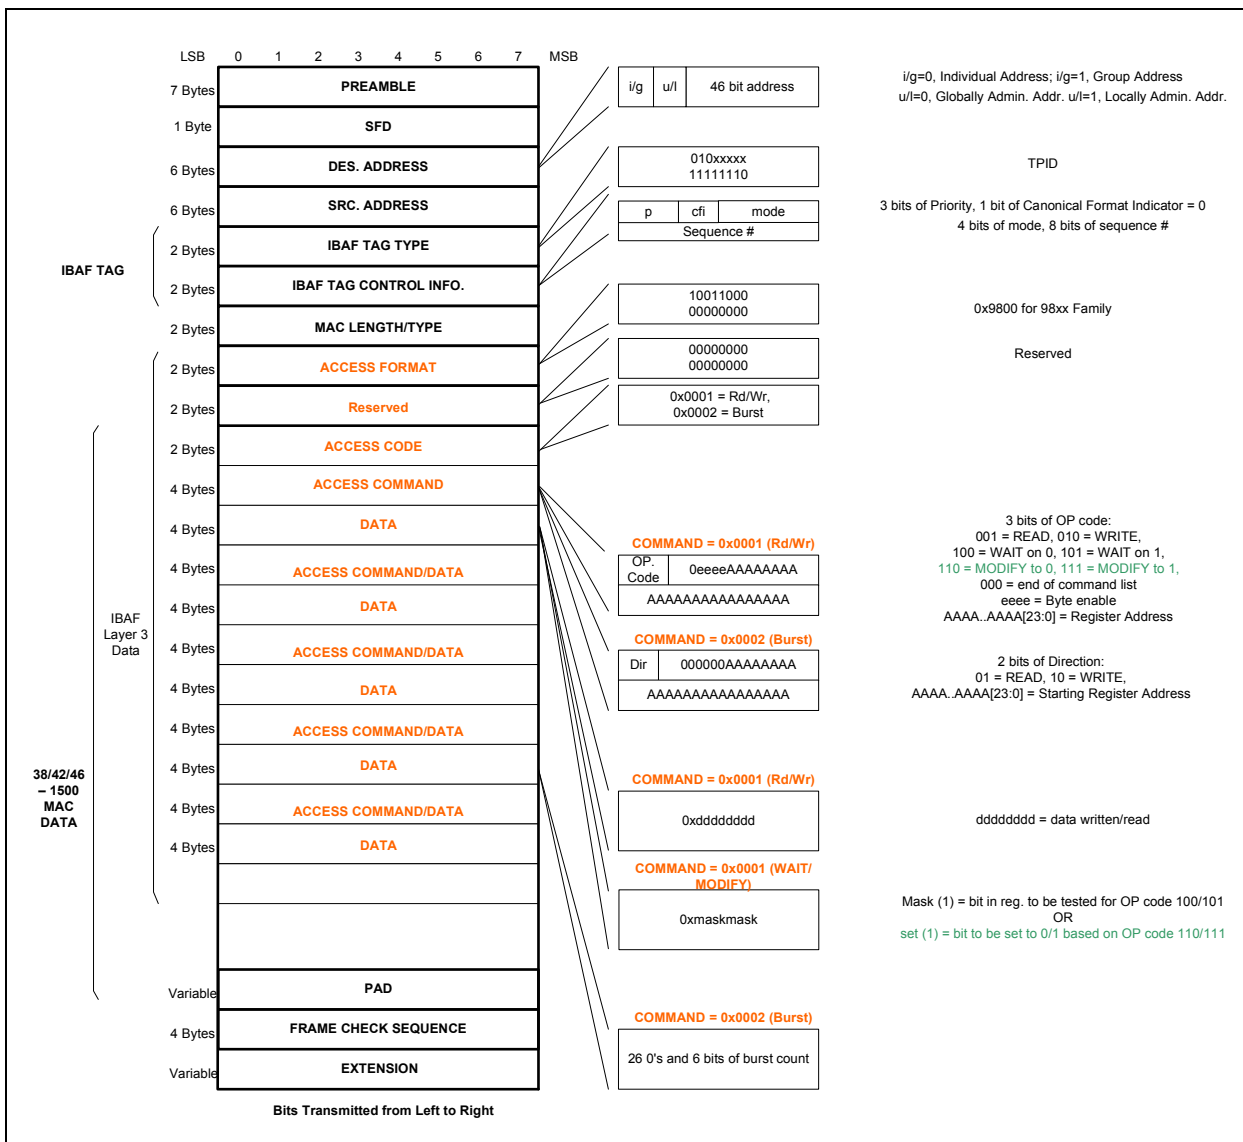 LSB 0 1 2 3 4 5 6 7 MSB
7 Bytes PREAMBLE
1 Byte SFD
6 Bytes DES. ADDRESS
6 Bytes SRC. ADDRESS
IBAF TAG
2 Bytes IBAF TAG TYPE
2 Bytes IBAF TAG CONTROL INFO.
2 Bytes MAC LENGTH/TYPE
2 Bytes ACCESS FORMAT
2 Bytes Reserved
2 Bytes ACCESS CODE
4 Bytes ACCESS COMMAND
4 Bytes DATA
4 Bytes ACCESS COMMAND/DATA
4 Bytes DATA
4 Bytes ACCESS COMMAND/DATA
4 Bytes DATA
4 Bytes ACCESS COMMAND/DATA
4 Bytes DATA
4 Bytes ACCESS COMMAND/DATA
4 Bytes DATA
Variable PAD
4 Bytes FRAME CHECK SEQUENCE
Variable EXTENSION
Bits Transmitted from Left to Right
IBAF
Layer 3
Data
38/42/46
– 1500
MAC
DATA
i/g u/l 46 bit address
i/g=0, Individual Address; i/g=1, Group Address
u/l=0, Globally Admin. Addr. u/l=1, Locally Admin. Addr.
010xxxxx
11111110
TPID
p cfi mode
Sequence #
3 bits of Priority, 1 bit of Canonical Format Indicator = 0
4 bits of mode, 8 bits of sequence #
10011000
00000000
0x9800 for 98xx Family
00000000
00000000
Reserved
0x0001 = Rd/Wr,
0x0002 = Burst
COMMAND = 0x0001 (Rd/Wr)
OP.
Code
0eeeeAAAAAAAA
AAAAAAAAAAAAAAAA
3 bits of OP code:
001 = READ, 010 = WRITE,
100 = WAIT on 0, 101 = WAIT on 1,
110 = MODIFY to 0, 111 = MODIFY to 1,
000 = end of command list
eeee = Byte enable
AAAA..AAAA[23:0] = Register Address
COMMAND = 0x0002 (Burst)
Dir 000000AAAAAAAA
AAAAAAAAAAAAAAAA
2 bits of Direction:
01 = READ, 10 = WRITE,
AAAA..AAAA[23:0] = Starting Register Address
COMMAND = 0x0001 (Rd/Wr)
0xdddddddd
dddddddd = data written/read
COMMAND = 0x0001 (WAIT/
MODIFY)
0xmaskmask
Mask (1) = bit in reg. to be tested for OP code 100/101
OR
set (1) = bit to be set to 0/1 based on OP code 110/111
COMMAND = 0x0002 (Burst)
26 0's and 6 bits of burst count